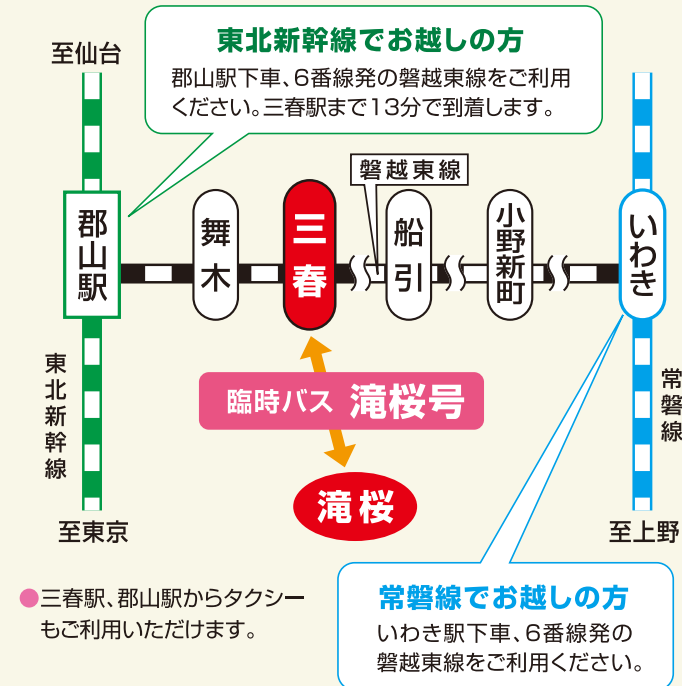 東北新幹線でお越しの方
郡山駅下車、6番線発の磐越東線をご利用
ください。三春駅まで13分で到着します。
至仙台
磐越東線
郡山駅
舞木
三春
船引
小野新町
いわき
東北新幹線
常磐線
臨時バス 滝桜号
滝桜
至東京
至上野
●三春駅、郡山駅からタクシー
もご利用いただけます。
常磐線でお越しの方
いわき駅下車、6番線発の
磐越東線をご利用ください。